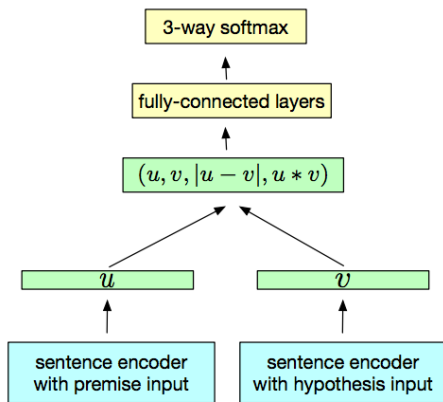 3-way softmax
fully-connected layers
(u, v, |u − v|, u * v)
u
v
sentence encoder
with premise input
sentence encoder
with hypothesis input